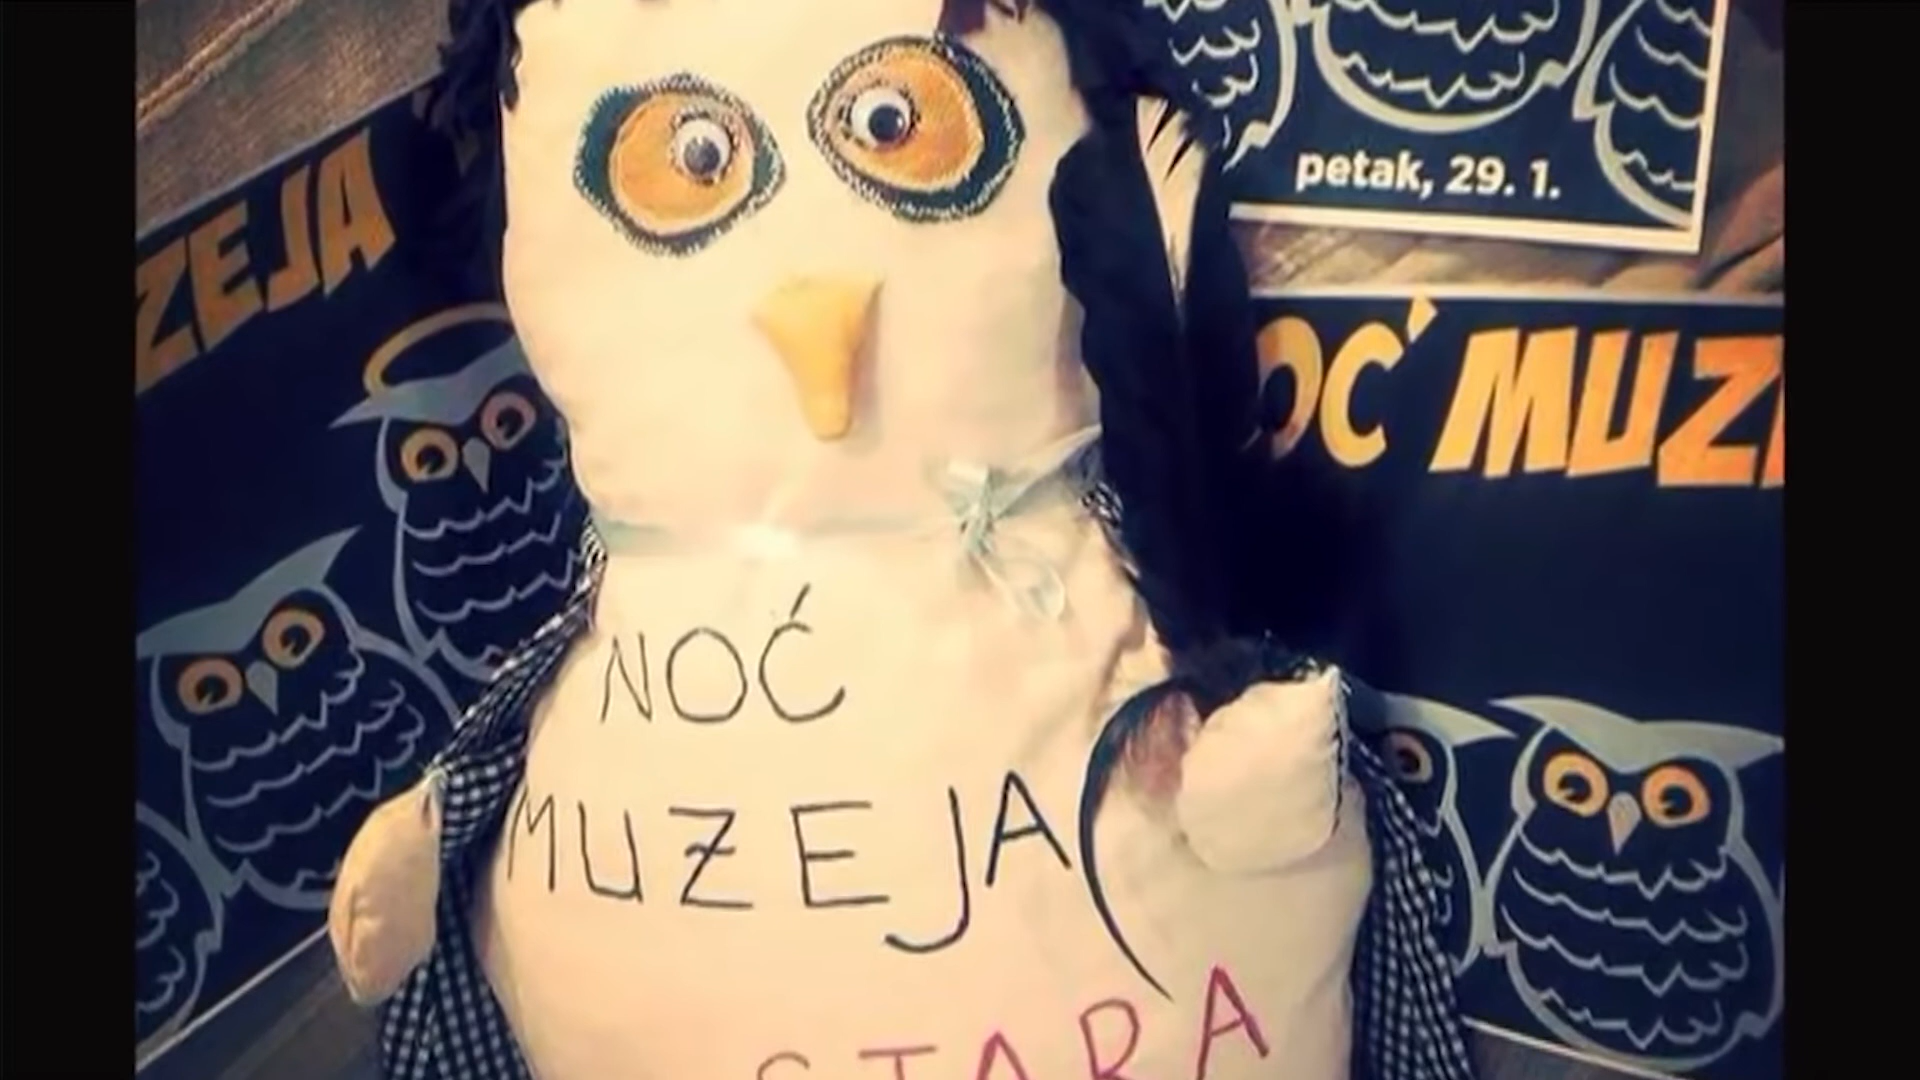 petak, 29. 1.
ZEJA
OĆ MUZ
NOĆ
MUZEJA
STARA